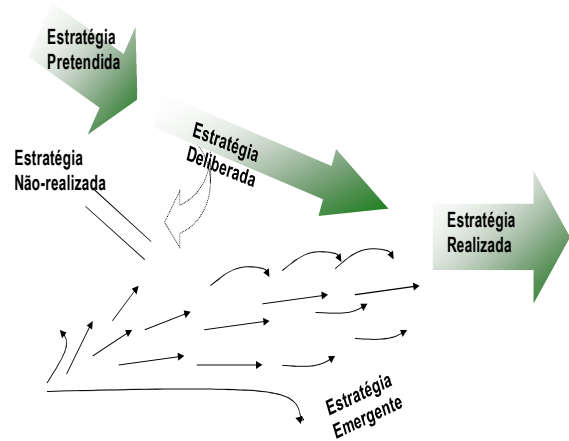 Estratégia
Pretendida
Estratégia
Deliberada
Estratégia
Não-realizada
Estratégia
Realizada
Estratégia
Emergente